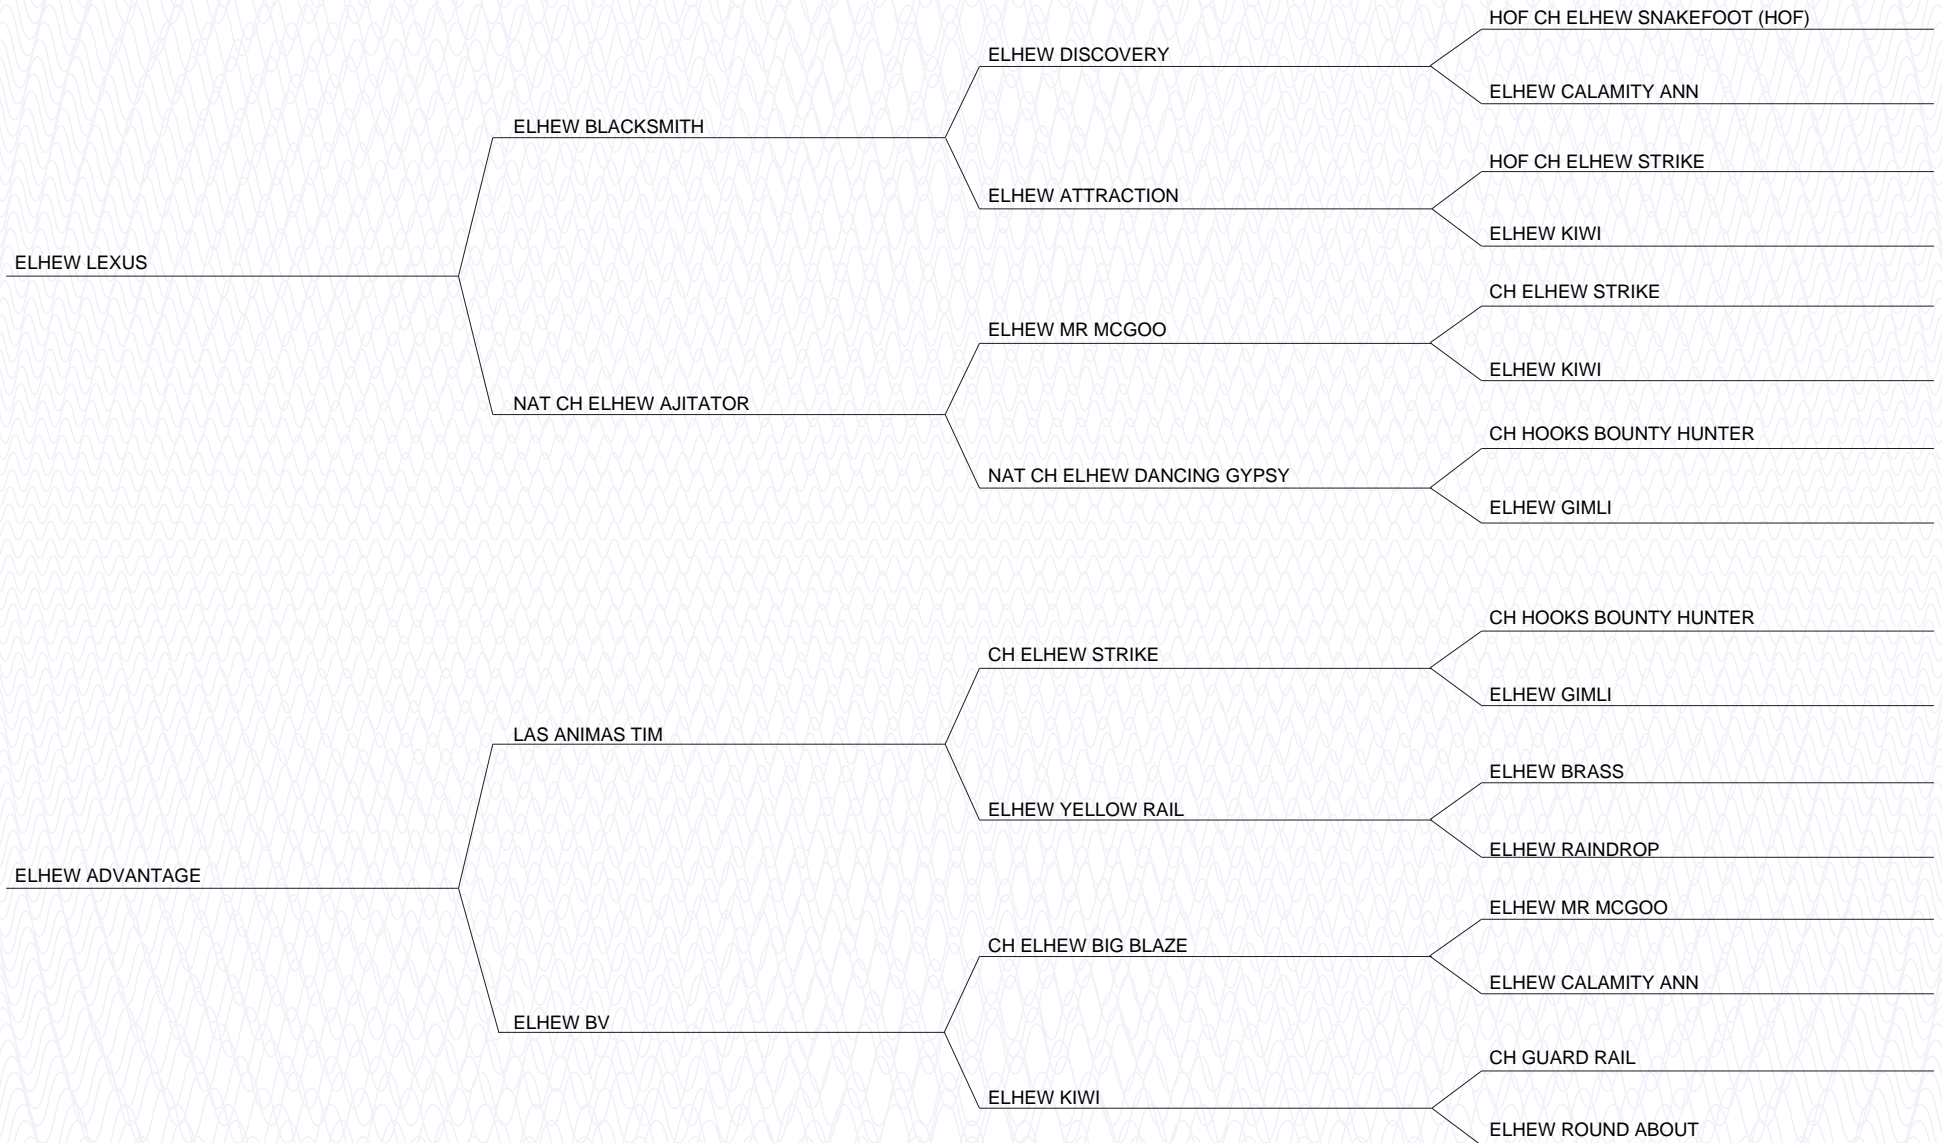 HOF CH ELHEW SNAKEFOOT (HOF)
ELHEW DISCOVERY
ELHEW CALAMITY ANN
ELHEW BLACKSMITH
HOF CH ELHEW STRIKE
ELHEW ATTRACTION
ELHEW KIWI
ELHEW LEXUS
CH ELHEW STRIKE
ELHEW MR MCGOO
ELHEW KIWI
NAT CH ELHEW AJITATOR
CH HOOKS BOUNTY HUNTER
NAT CH ELHEW DANCING GYPSY
ELHEW GIMLI
CH HOOKS BOUNTY HUNTER
CH ELHEW STRIKE
ELHEW GIMLI
LAS ANIMAS TIM
ELHEW BRASS
ELHEW YELLOW RAIL
ELHEW RAINDROP
ELHEW ADVANTAGE
ELHEW MR MCGOO
CH ELHEW BIG BLAZE
ELHEW CALAMITY ANN
ELHEW BV
CH GUARD RAIL
ELHEW KIWI
ELHEW ROUND ABOUT